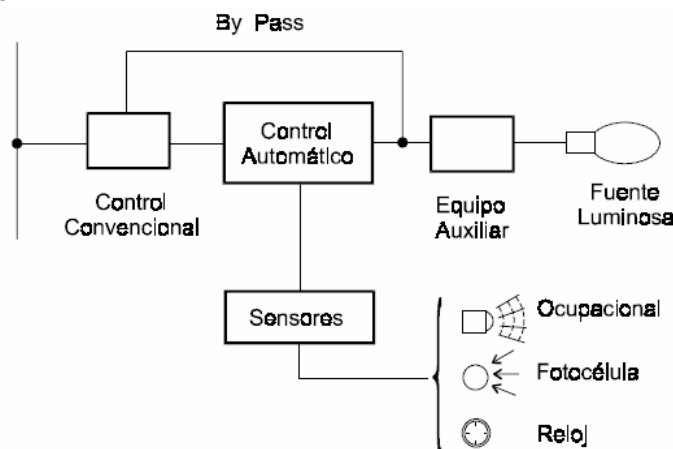 By Pass
Control
Automático
Control
Convencional
Equipo
Auxiliar
Fuente
Luminosa
Sensores
Ocupacional
Fotocélula
Reloj